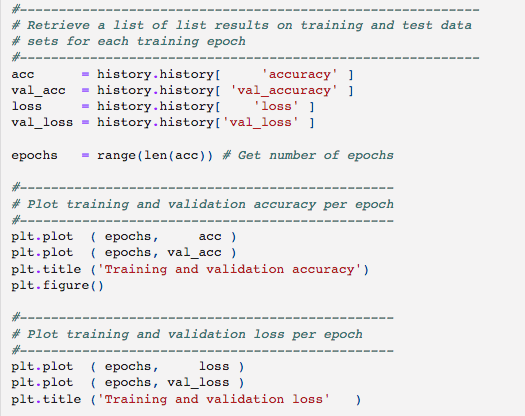 #-----------------------------------------------------------
# Retrieve a list of list results on training and test data
# sets for each training epoch
#-----------------------------------------------------------
acc      = history.history[     'accuracy' ]
val_acc  = history.history[ 'val_accuracy' ]
loss     = history.history[    'loss' ]
val_loss = history.history['val_loss' ]

epochs   = range(len(acc)) # Get number of epochs

#------------------------------------------------
# Plot training and validation accuracy per epoch
#------------------------------------------------
plt.plot  ( epochs,     acc )
plt.plot  ( epochs, val_acc )
plt.title ('Training and validation accuracy')
plt.figure()

#------------------------------------------------
# Plot training and validation loss per epoch
#------------------------------------------------
plt.plot  ( epochs,     loss )
plt.plot  ( epochs, val_loss )
plt.title ('Training and validation loss'   )